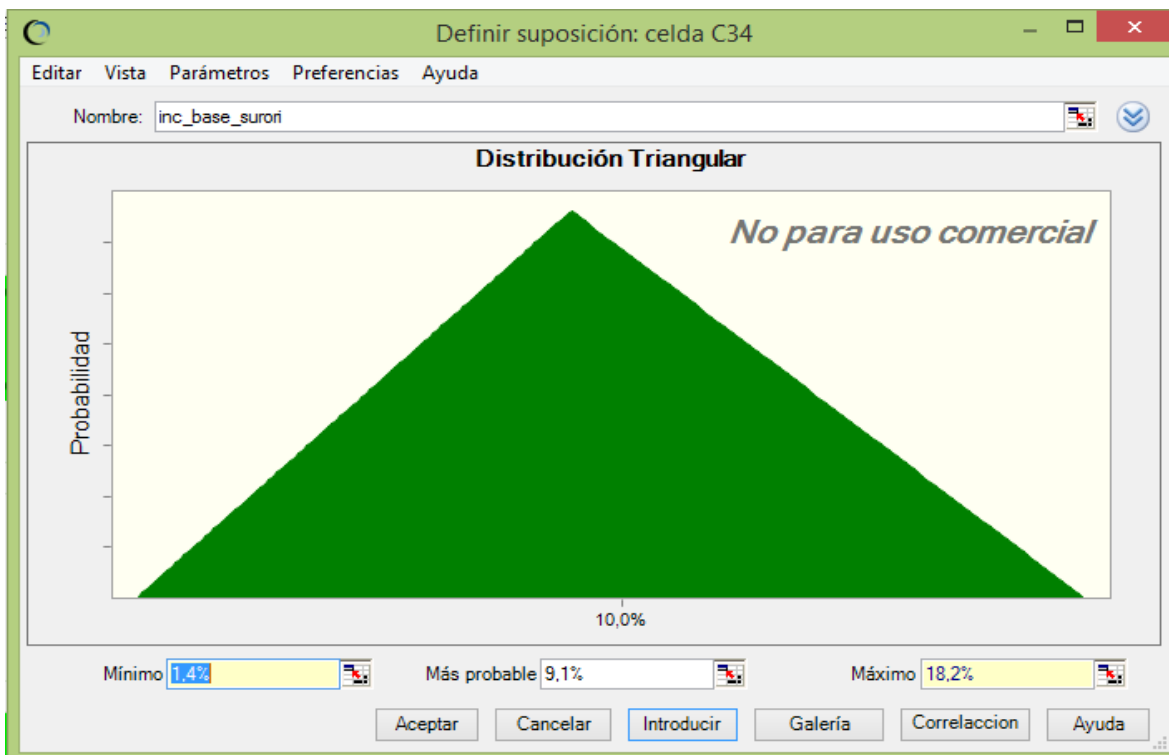 Definir suposición: celda C34
Editar Vista Parámetros Preferencias Ayuda
Nombre: inc_base_surori
Distribución Triangular
No para uso comercial
Probabilidad
10,0%
Mínimo 1,4% Más probable 9,1% Máximo 18,2%
Aceptar Cancelar Introducir Galería Correlaccion Ayuda